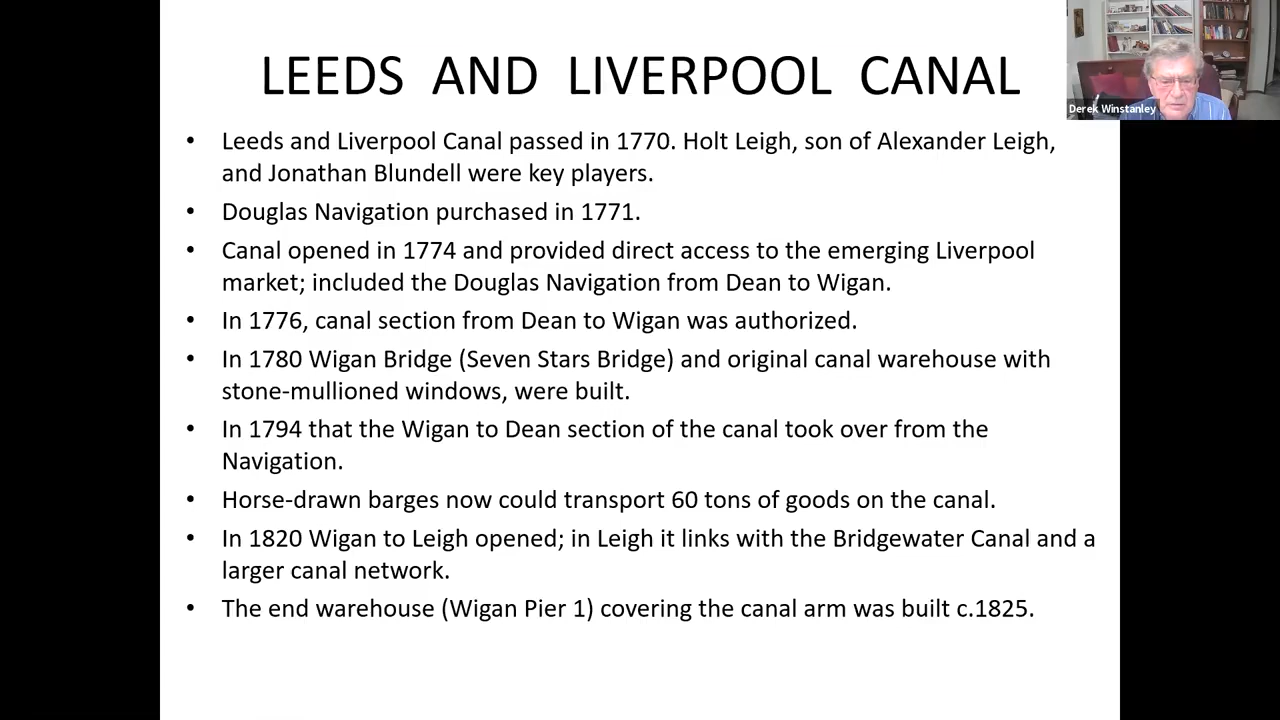 LEEDS AND LIVERPOOL CANAL
Derek Winstanley
• Leeds and Liverpool Canal passed in 1770. Holt Leigh, son of Alexander Leigh,
and Jonathan Blundell were key players.
• Douglas Navigation purchased in 1771.
• Canal opened in 1774 and provided direct access to the emerging Liverpool
market; included the Douglas Navigation from Dean to Wigan.
• In 1776, canal section from Dean to Wigan was authorized.
• In 1780 Wigan Bridge (Seven Stars Bridge) and original canal warehouse with
stone-mullioned windows, were built.
• In 1794 that the Wigan to Dean section of the canal took over from the
Navigation.
• Horse-drawn barges now could transport 60 tons of goods on the canal.
• In 1820 Wigan to Leigh opened; in Leigh it links with the Bridgewater Canal and a
larger canal network.
• The end warehouse (Wigan Pier 1) covering the canal arm was built c.1825.